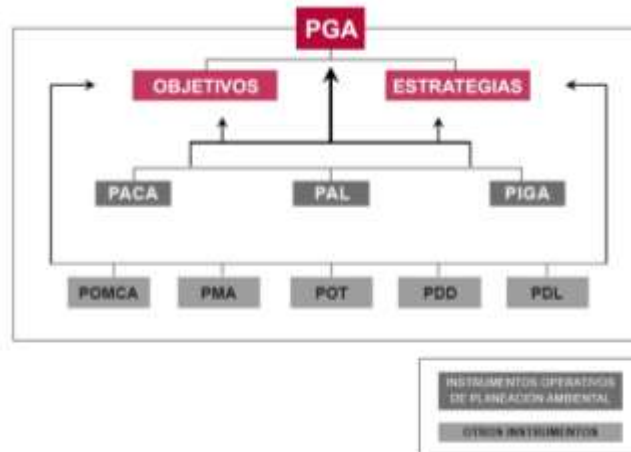 PGA
OBJETIVOS ESTRATEGIAS
PACA PAL PIGA
POMCA PMA POT PDD PDL
INSTRUMENTOS OPERATIVOS
DE PLANEACIÓN AMBIENTAL
OTROS INSTRUMENTOS